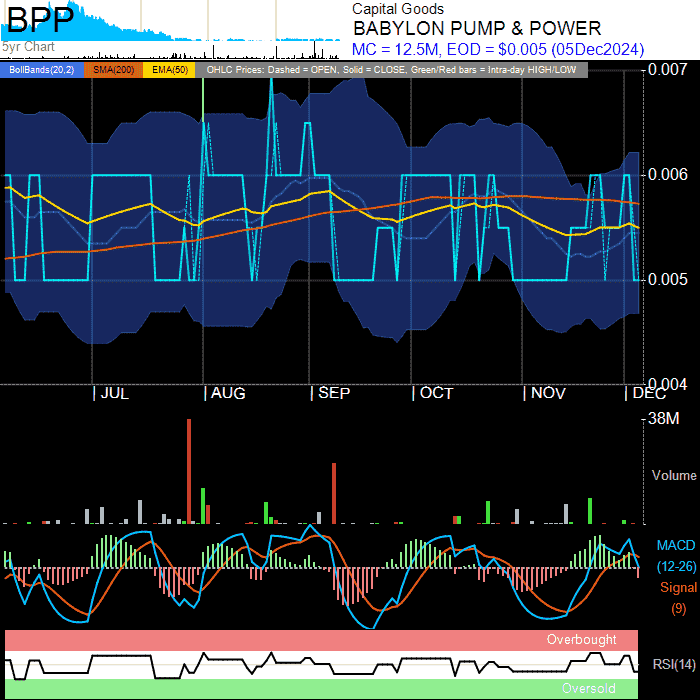 BPP
5yr Chart
Capital Goods
BABYLON PUMP & POWER
MC = 12.5M, EOD = $0.005 (05Dec2024)
BollBands(20,2) SMA(200) EMA(50) OHLC Prices: Dashed = OPEN, Solid = CLOSE, Green/Red bars = Intra-day HIGH/LOW
0.007
0.006
0.005
0.004
JUL AUG SEP OCT NOV DEC
38M
Volume
MACD
(12-26)
Signal
(9)
Overbought
RSI(14)
Oversold